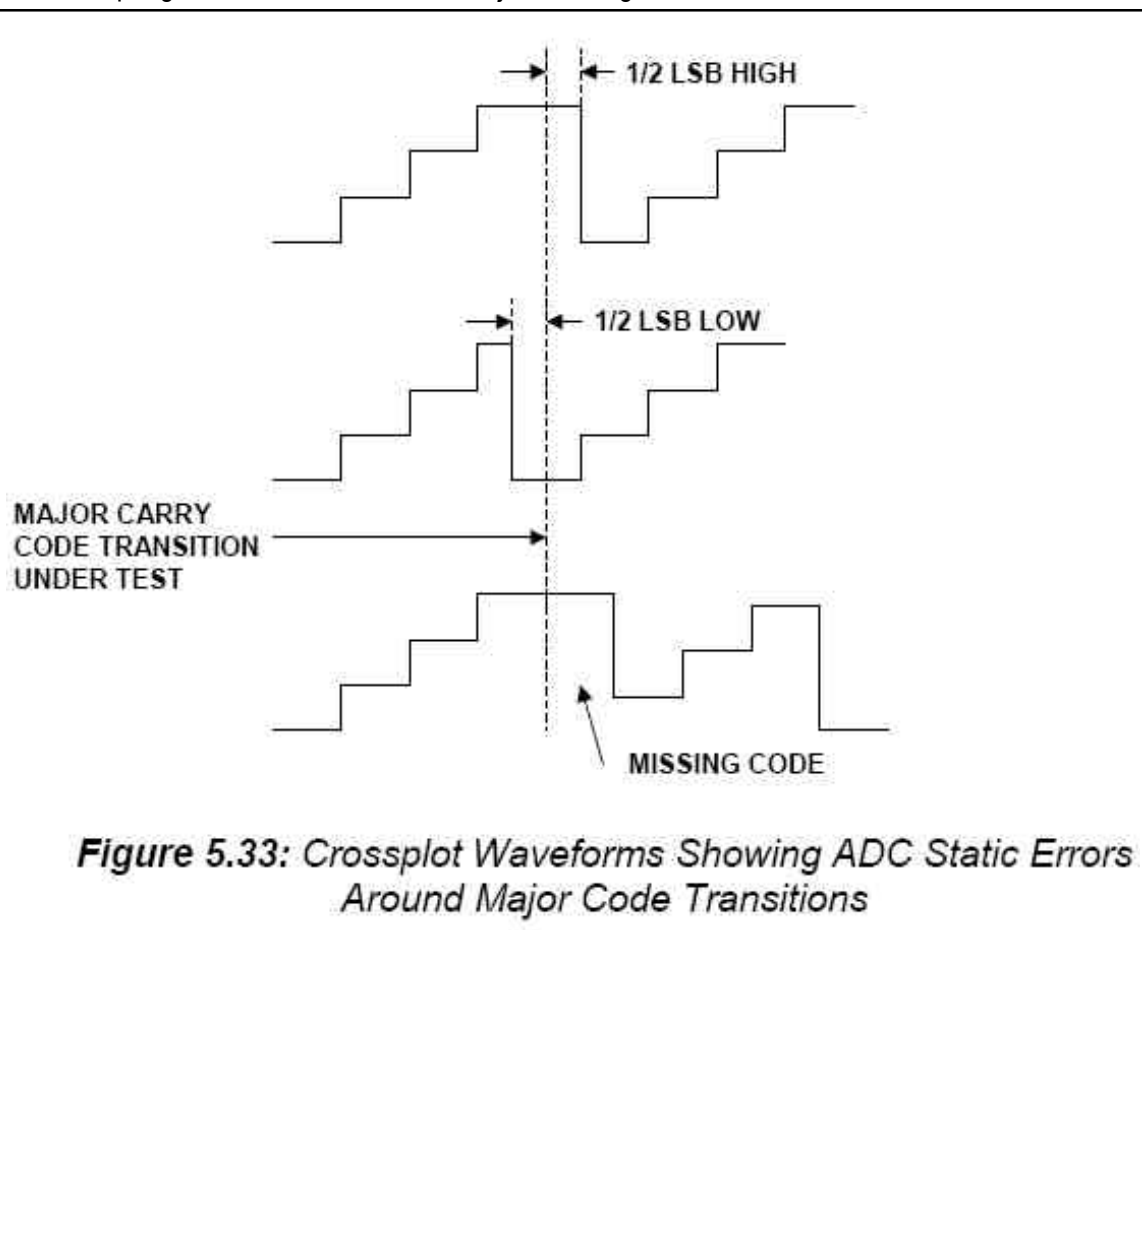 1/2 LSB HIGH
1/2 LSB LOW
MAJOR CARRY
CODE TRANSITION
UNDER TEST
MISSING CODE
Figure 5.33: Crossplot Waveforms Showing ADC Static Errors
Around Major Code Transitions